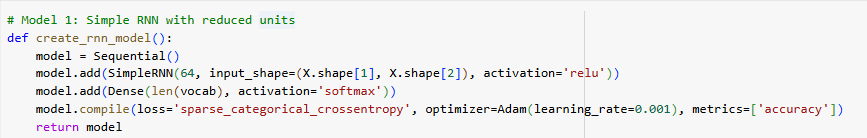 # Model 1: Simple RNN with reduced units
def create_rnn_model():
    model = Sequential()
    model.add(SimpleRNN(64, input_shape=(X.shape[1], X.shape[2]), activation='relu'))
    model.add(Dense(len(vocab), activation='softmax'))
    model.compile(loss='sparse_categorical_crossentropy', optimizer=Adam(learning_rate=0.001), metrics=['accuracy'])
    return model